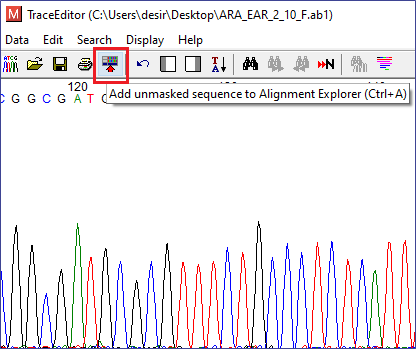 M TraceEditor (C:\Users\desir\Desktop\ARA_EAR_2_10_F.ab1)
Data Edit Search Display Help
ATCG T A N
120
Add unmasked sequence to Alignment Explorer (Ctrl+A)
C G G C G A T G